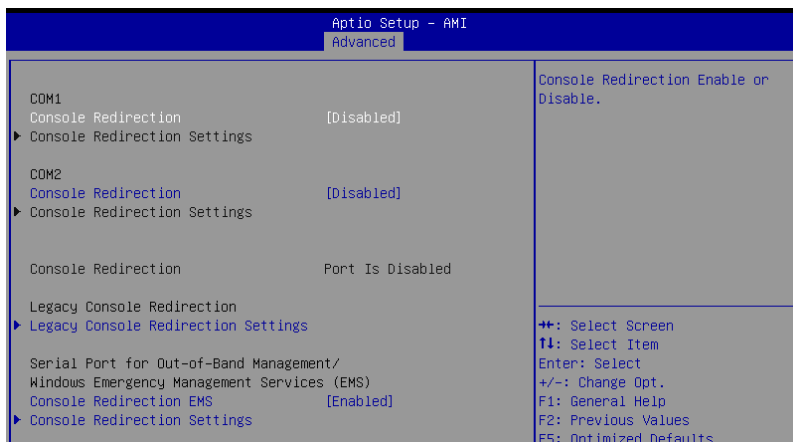 Aptio Setup - AMI
Advanced
COM1
Console Redirection [Disabled]
Console Redirection Settings
COM2
Console Redirection [Disabled]
Console Redirection Settings
Console Redirection Port Is Disabled
Legacy Console Redirection
Legacy Console Redirection Settings
Serial Port for Out-of-Band Management/
Windows Emergency Management Services (EMS)
Console Redirection EMS [Enabled]
Console Redirection Settings
Console Redirection Enable or
Disable.
→←: Select Screen
↑↓: Select Item
Enter: Select
+/-: Change Opt.
F1: General Help
F2: Previous Values
F5: Optimized Defaults